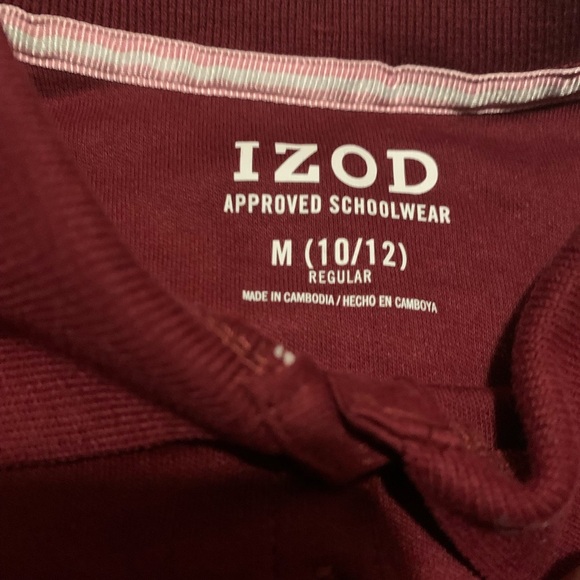 IZOD
APPROVED SCHOOLWEAR
M (10/12)
REGULAR
MADE IN CAMBODIA / HECHO EN CAMBOYA